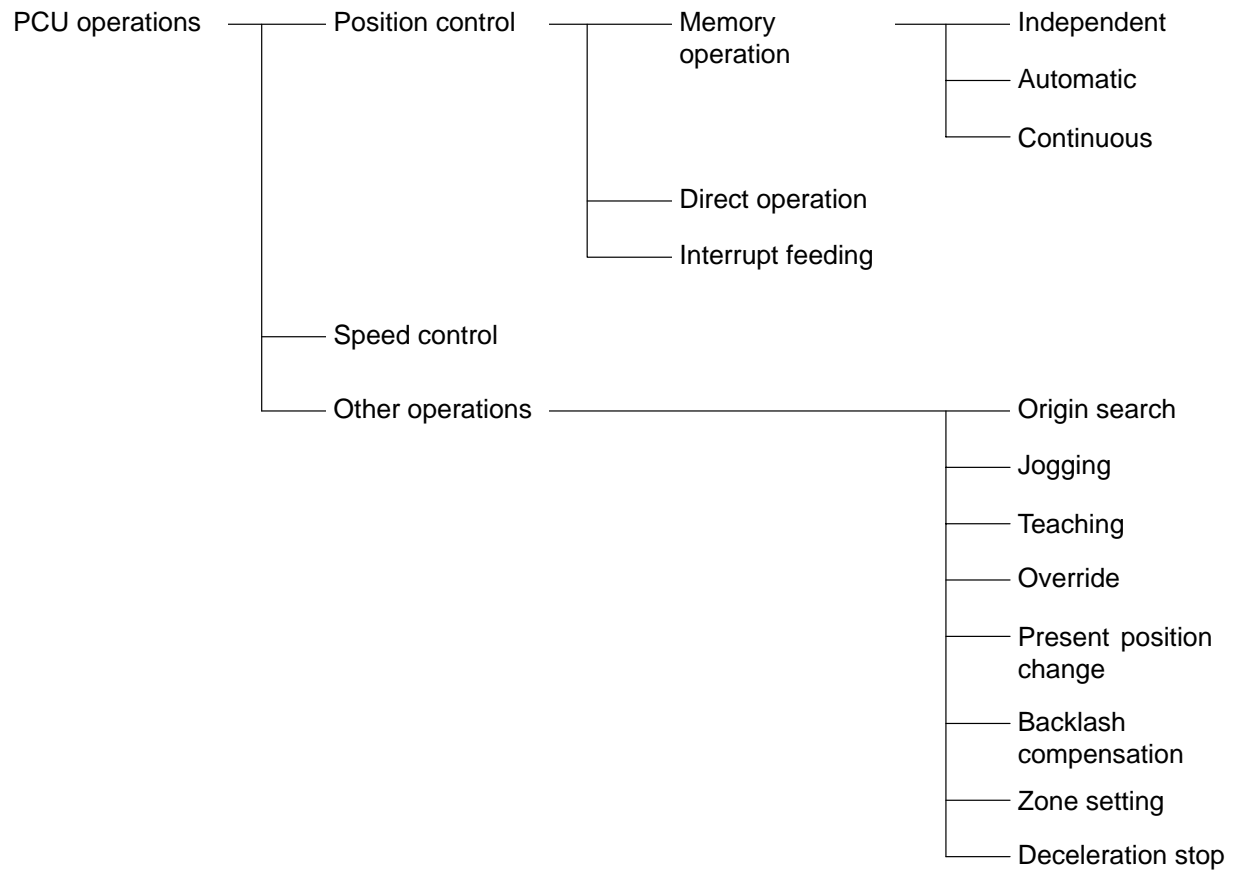 PCU operations
Position control
Memory
operation
Independent
Automatic
Continuous
Direct operation
Interrupt feeding
Speed control
Other operations
Origin search
Jogging
Teaching
Override
Present position
change
Backlash
compensation
Zone setting
Deceleration stop